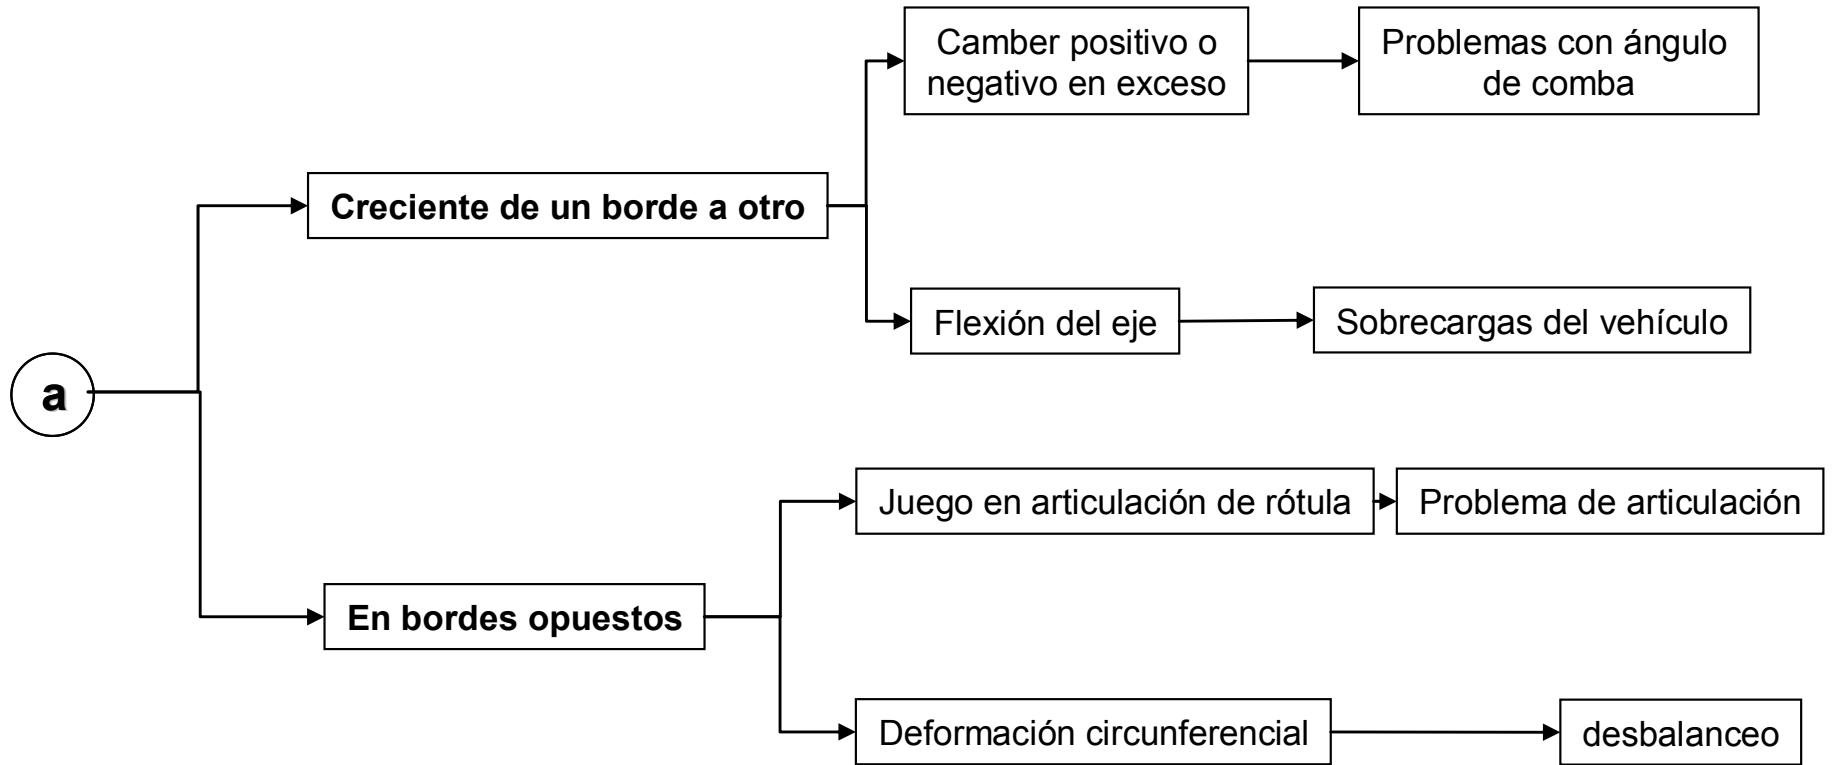 Camber positivo o
negativo en exceso
Problemas con ángulo
de comba
Creciente de un borde a otro
Flexión del eje
Sobrecargas del vehículo
a
Juego en articulación de rótula
Problema de articulación
En bordes opuestos
Deformación circunferencial
desbalanceo